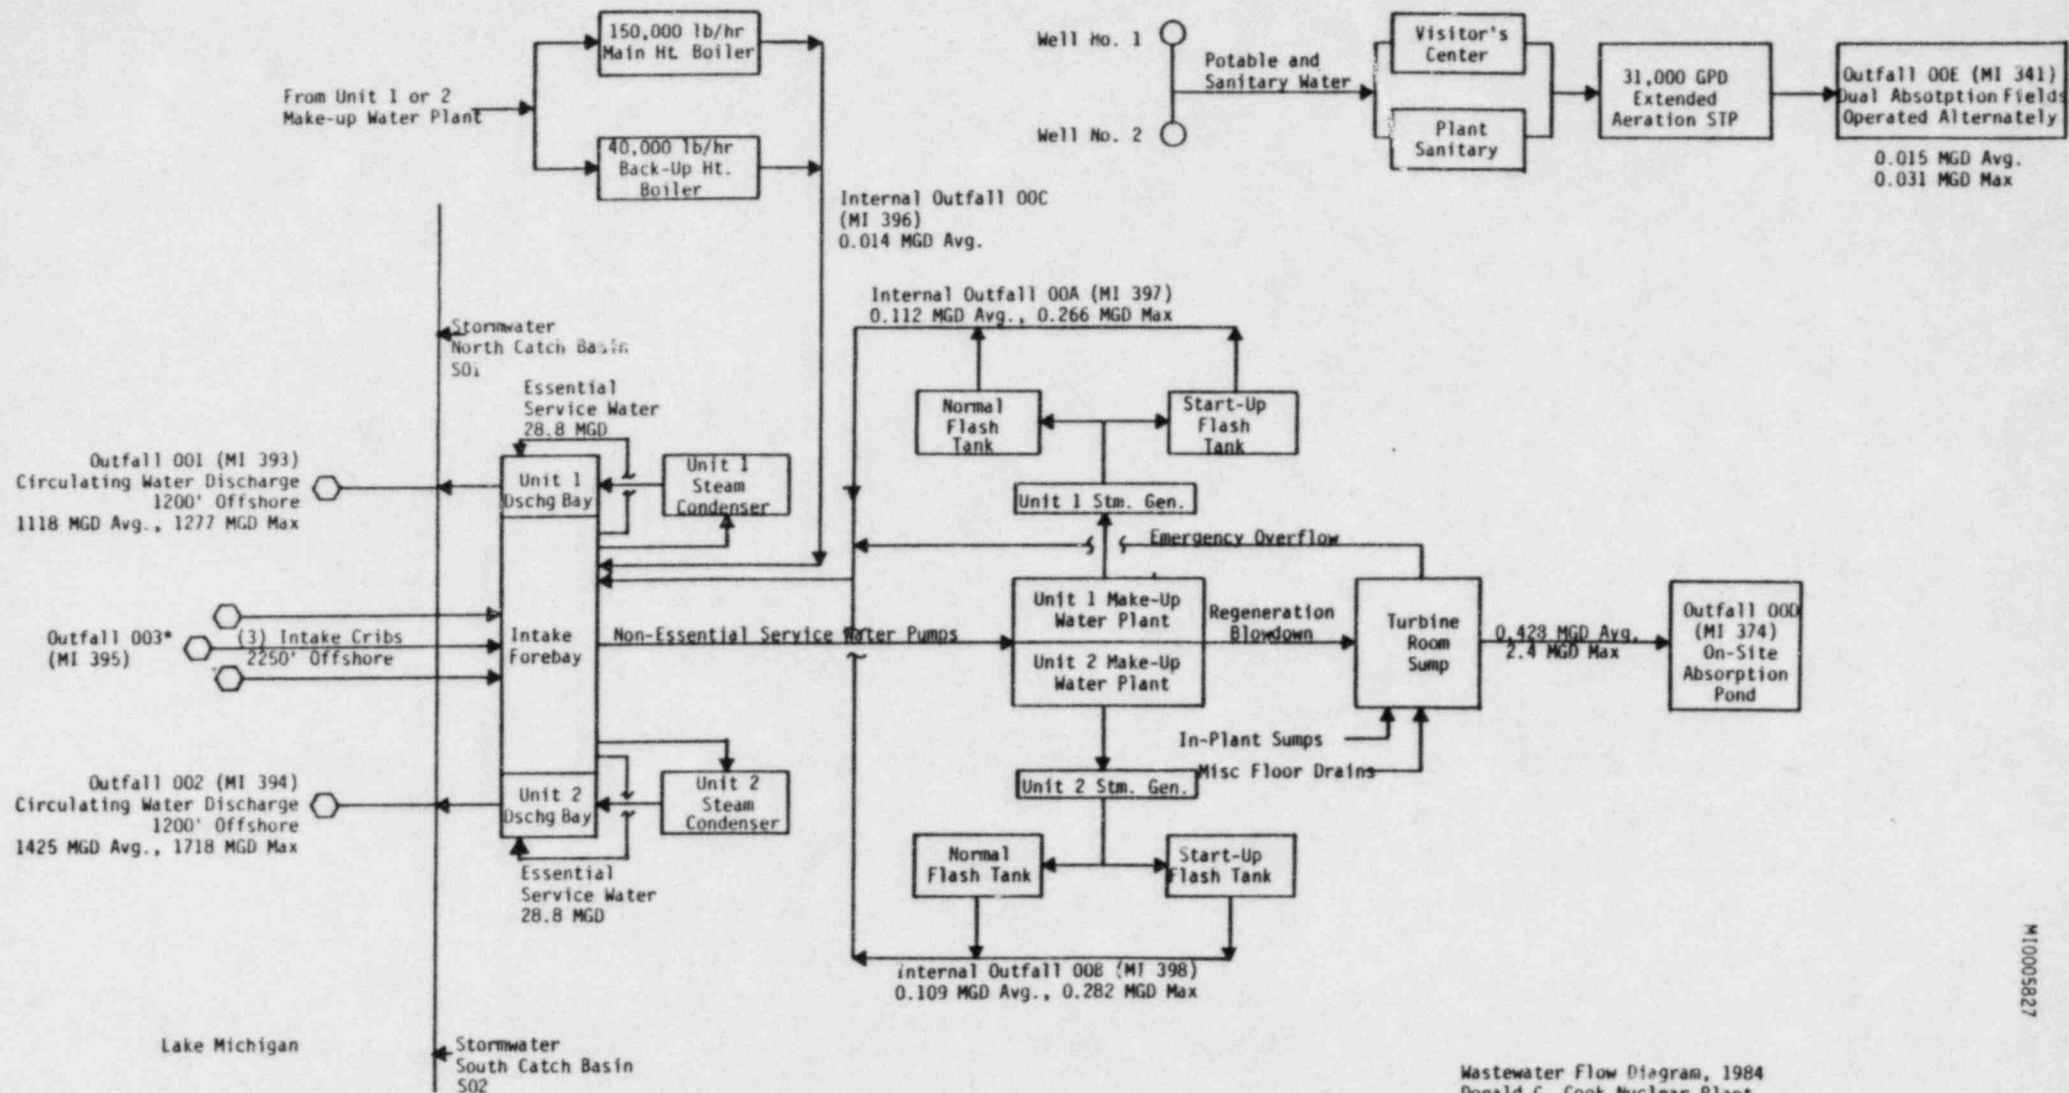 150,000 lb/hr
Main Ht. Boiler
From Unit 1 or 2
Make-up Water Plant
40,000 lb/hr
Back-Up Ht.
Boiler
Well No. 1
Well No. 2
Potable and
Sanitary Water
Visitor's
Center
Plant
Sanitary
31,000 GPD
Extended
Aeration STP
Outfall 00E (MI 341)
Dual Absotption Fields
Operated Alternately
0.015 MGD Avg.
0.031 MGD Max
Internal Outfall 00C
(MI 396)
0.014 MGD Avg.
Internal Outfall 00A (MI 397)
0.112 MGD Avg., 0.266 MGD Max
Stormwater
North Catch Basin
S01
Essential
Service Water
28.8 MGD
Normal
Flash
Tank
Start-Up
Flash
Tank
Outfall 001 (MI 393)
Circulating Water Discharge
1200' Offshore
1118 MGD Avg., 1277 MGD Max
Unit 1
Dschg Bay
Unit 1
Steam
Condenser
Unit 1 Stm. Gen.
Emergency Overflow
Outfall 003*
(MI 395)
(3) Intake Cribs
2250' Offshore
Intake
Forebay
Non-Essential Service Water Pumps
Unit 1 Make-Up
Water Plant
Unit 2 Make-Up
Water Plant
Regeneration
Blowdown
Turbine
Room
Sump
0.428 MGD Avg.
2.4 MGD Max
Outfall 00D
(MI 374)
On-Site
Absorption
Pond
In-Plant Sumps
Misc Floor Drains
Outfall 002 (MI 394)
Circulating Water Discharge
1200' Offshore
1425 MGD Avg., 1718 MGD Max
Unit 2
Dschg Bay
Unit 2
Steam
Condenser
Unit 2 Stm. Gen.
Essential
Service Water
28.8 MGD
Normal
Flash Tank
Start-Up
Flash Tank
Internal Outfall 00B (MI 398)
0.109 MGD Avg., 0.282 MGD Max
MI0005827
Lake Michigan
Stormwater
South Catch Basin
S02
Wastewater Flow Diagram, 1984
Donald C. Cook Nuclear Plant